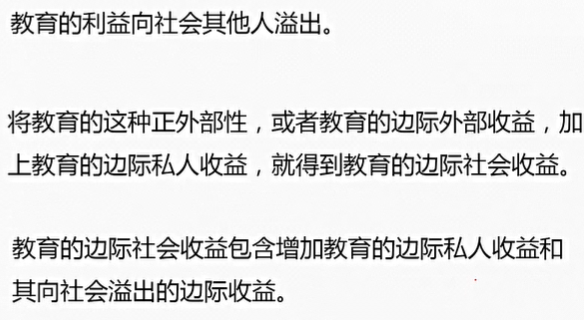 教育的利益向社会其他人溢出。
将教育的这种正外部性，或者教育的边际外部收益，加
上教育的边际私人收益，就得到教育的边际社会收益。
教育的边际社会收益包含增加教育的边际私人收益和
其向社会溢出的边际收益。